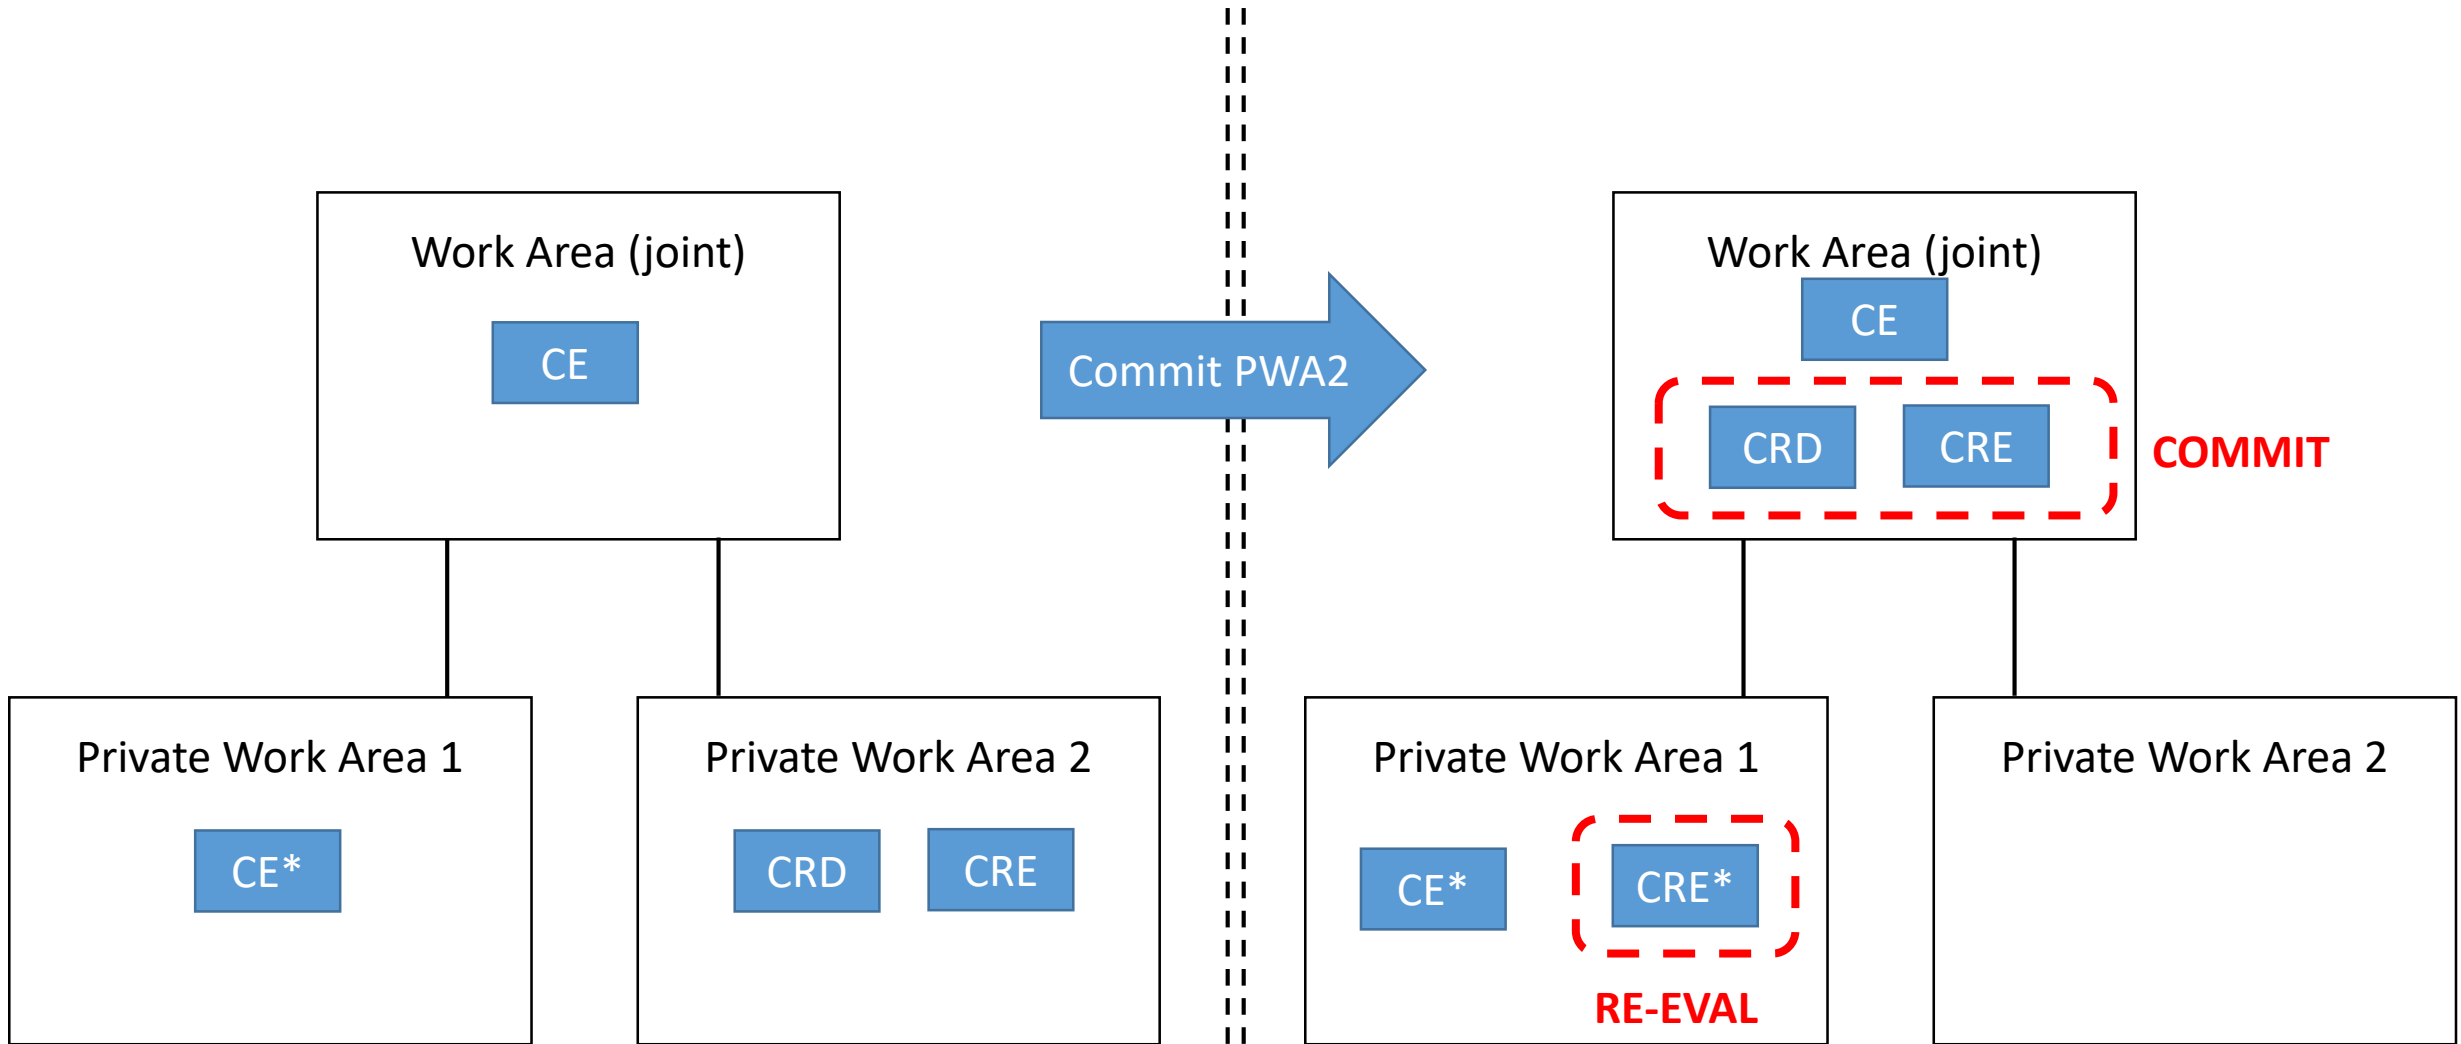 Work Area (joint)
CE
Private Work Area 1
CE*
Private Work Area 2
CRD
CRE
Commit PWA2
Work Area (joint)
CE
CRD
CRE
COMMIT
Private Work Area 1
CE*
CRE*
RE-EVAL
Private Work Area 2